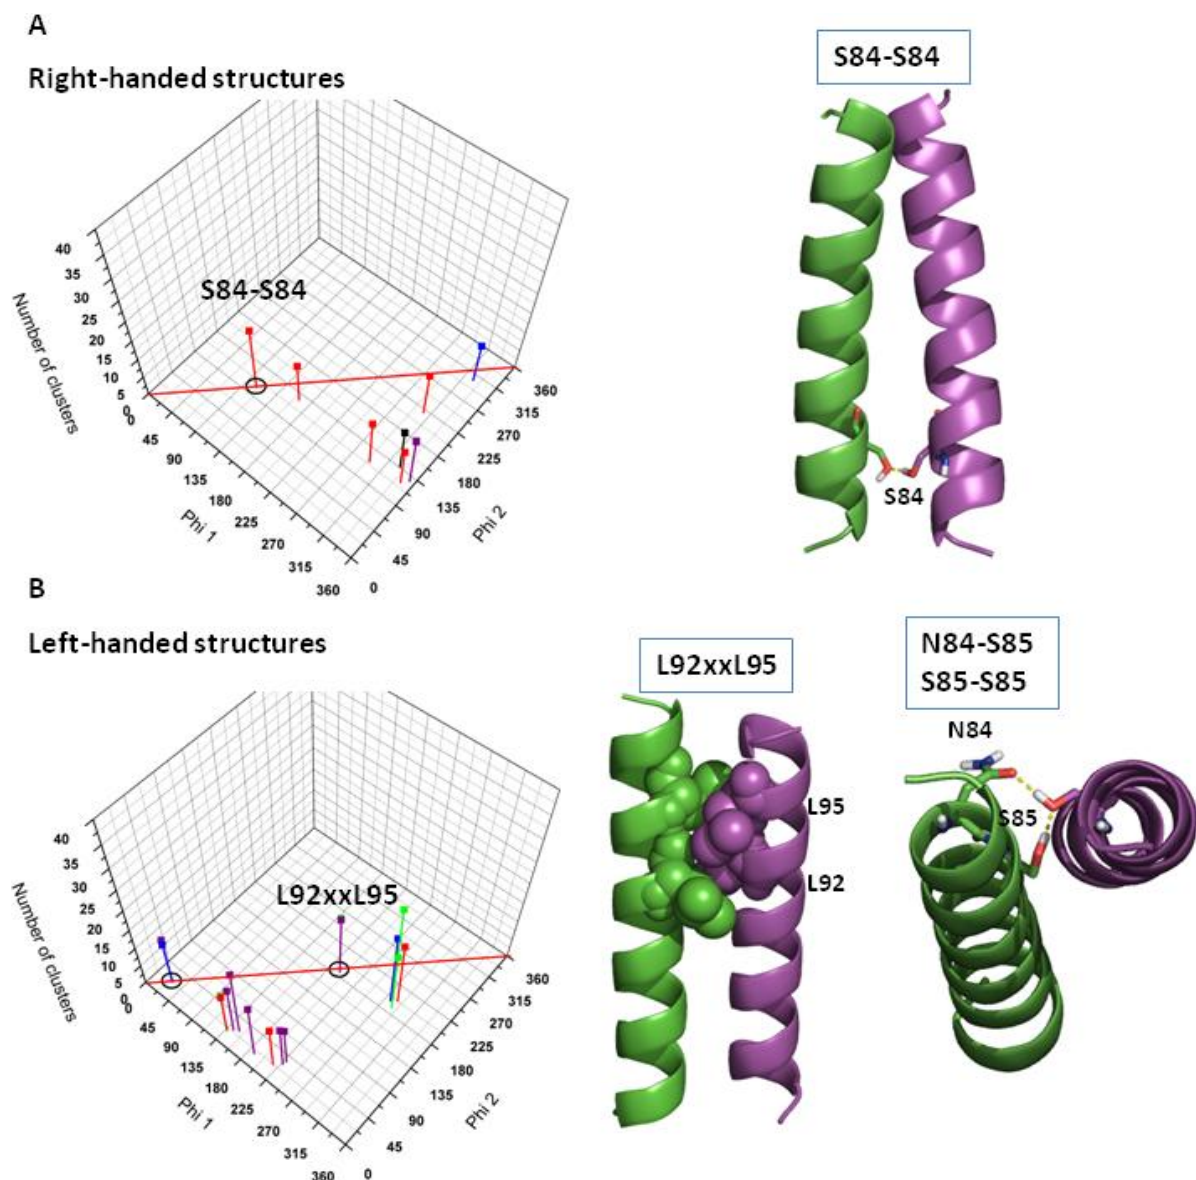 A
Right-handed structures
S84-S84
40
35
30
25
20
15
10
5
0
Number of clusters
S84-S84
0
45
90
135
180
225
270
315
360
Phi 1
0
45
90
135
180
225
270
315
360
Phi 2
S84
B
Left-handed structures
L92xxL95
N84-S85
S85-S85
40
35
30
25
20
15
10
5
0
Number of clusters
L92xxL95
0
45
90
135
180
225
270
315
360
Phi 1
0
45
90
135
180
225
270
315
360
Phi 2
L95
L92
N84
S85